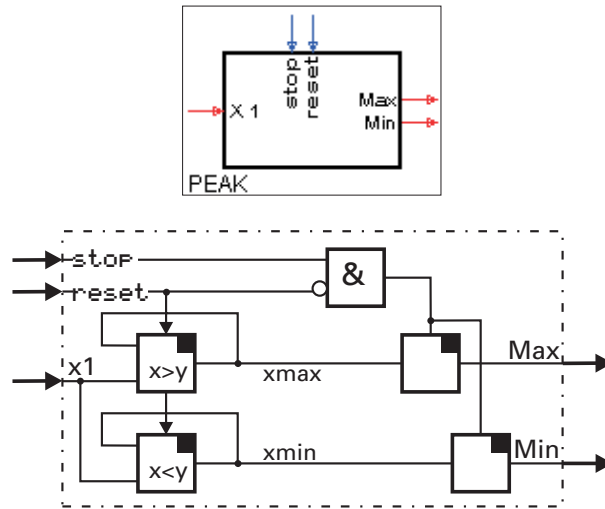 stop
reset
X 1
Max
Min
PEAK
stop
&
reset
x1
x>y
xmax
Max
x<y
xmin
Min